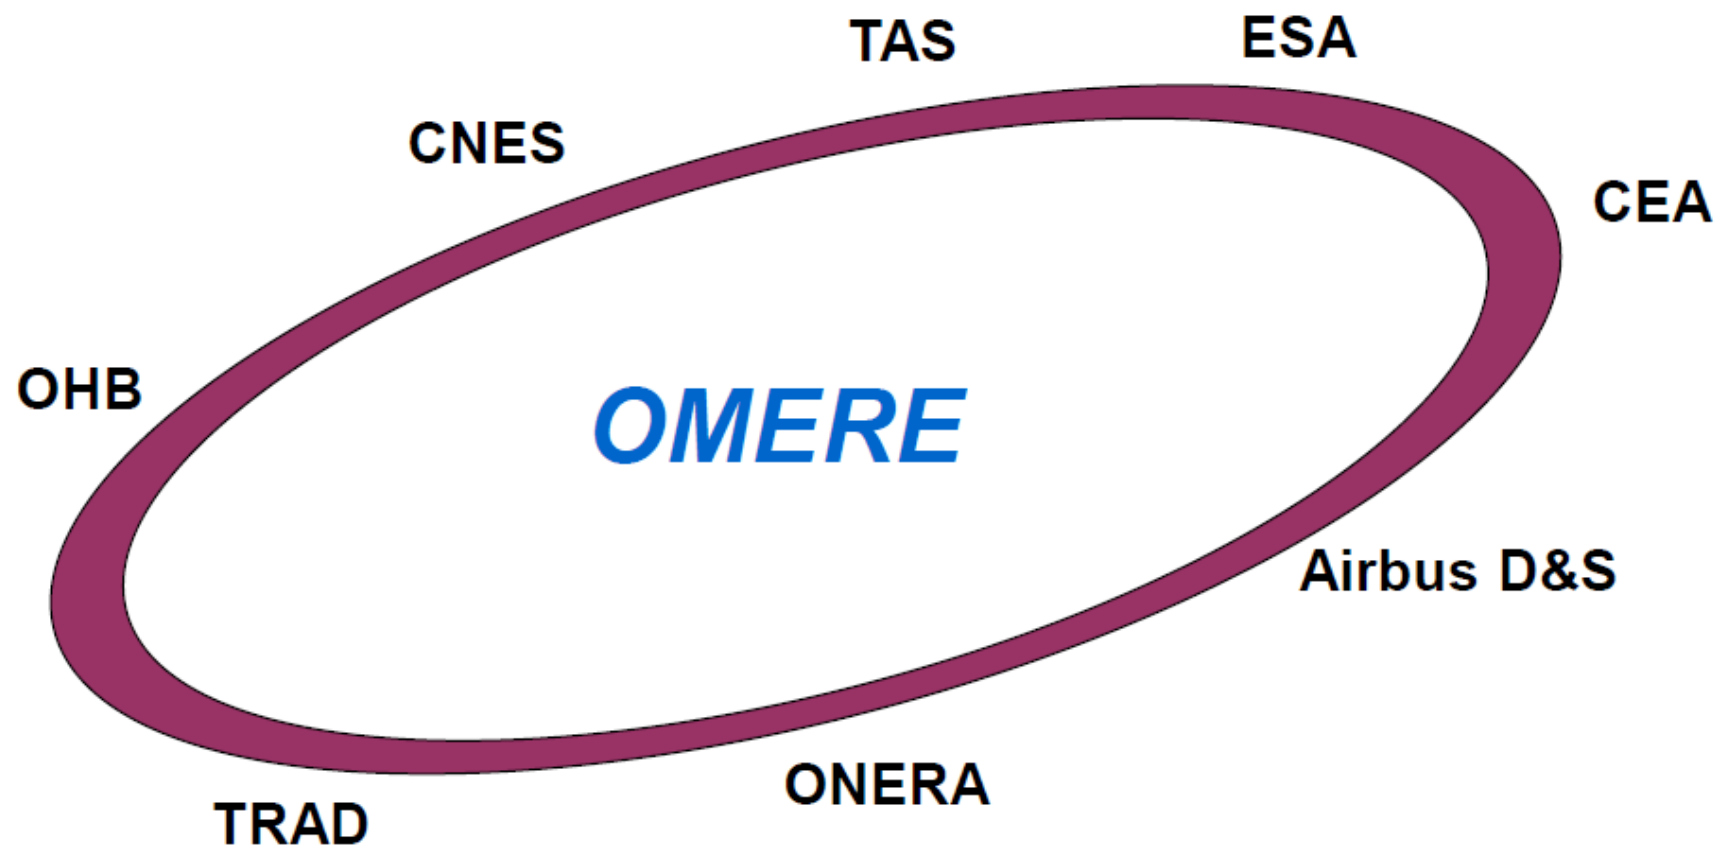 TAS
ESA
CNES
CEA
OHB
OMERE
Airbus D&S
ONERA
TRAD